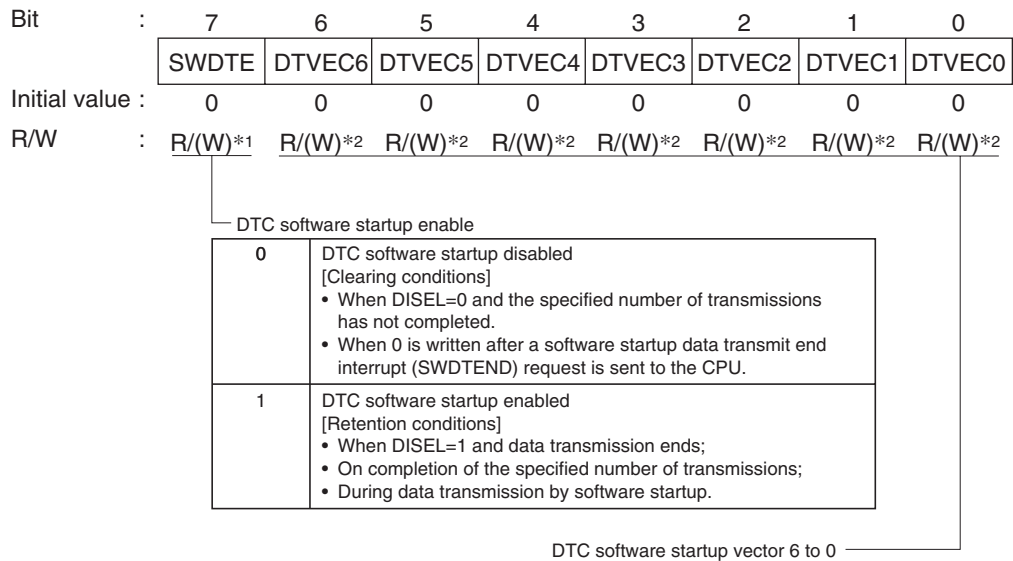 Bit : 7 6 5 4 3 2 1 0
SWDTE DTVEC6 DTVEC5 DTVEC4 DTVEC3 DTVEC2 DTVEC1 DTVEC0
Initial value : 0 0 0 0 0 0 0 0
R/W : R/(W)*1 R/(W)*2 R/(W)*2 R/(W)*2 R/(W)*2 R/(W)*2 R/(W)*2 R/(W)*2
DTC software startup enable
0 DTC software startup disabled
[Clearing conditions]
• When DISEL=0 and the specified number of transmissions
has not completed.
• When 0 is written after a software startup data transmit end
interrupt (SWDTEND) request is sent to the CPU.
1 DTC software startup enabled
[Retention conditions]
• When DISEL=1 and data transmission ends;
• On completion of the specified number of transmissions;
• During data transmission by software startup.
DTC software startup vector 6 to 0